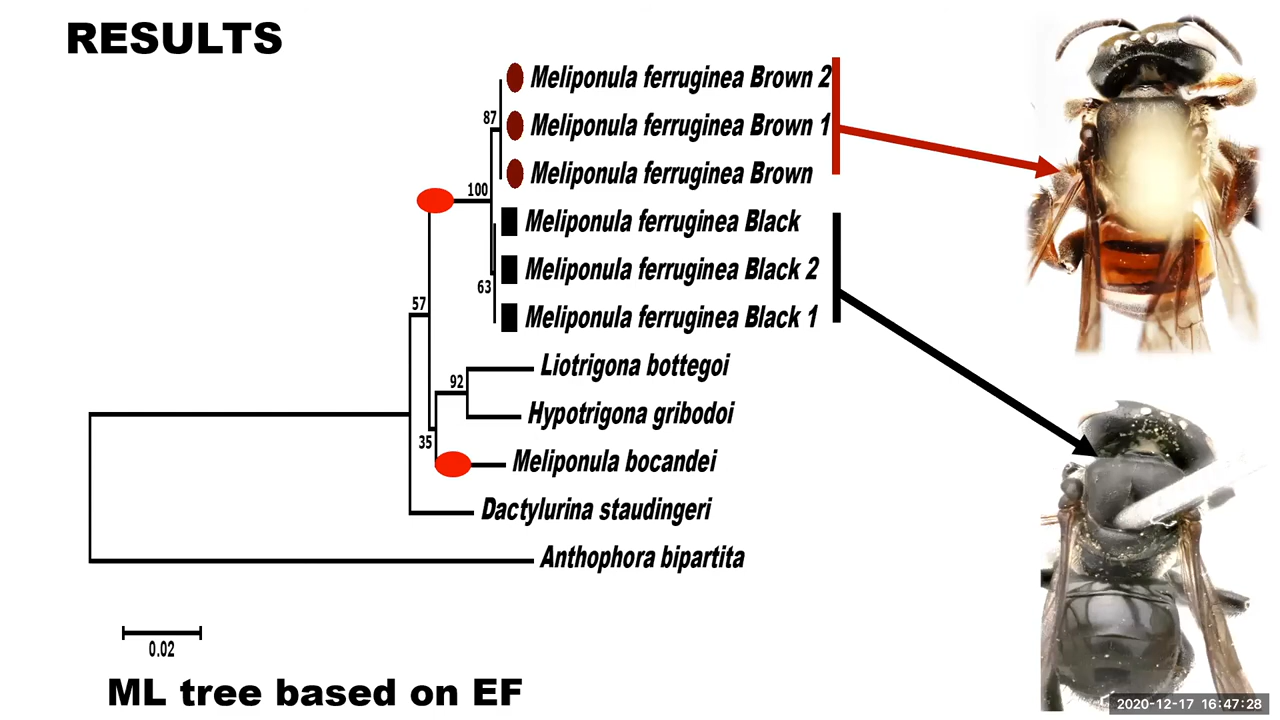 RESULTS
Meliponula ferruginea Brown 2
87
Meliponula ferruginea Brown 1
Meliponula ferruginea Brown
100
Meliponula ferruginea Black
Meliponula ferruginea Black 2
63
57
Meliponula ferruginea Black 1
Liotrigona bottegoi
92
Hypotrigona gribodoi
35
Meliponula bocandei
Dactylurina staudingeri
Anthophora bipartita
0.02
ML tree based on EF
2020-12-17 16:47:28